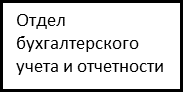 Отдел
бухгалтерского
учета и отчетности